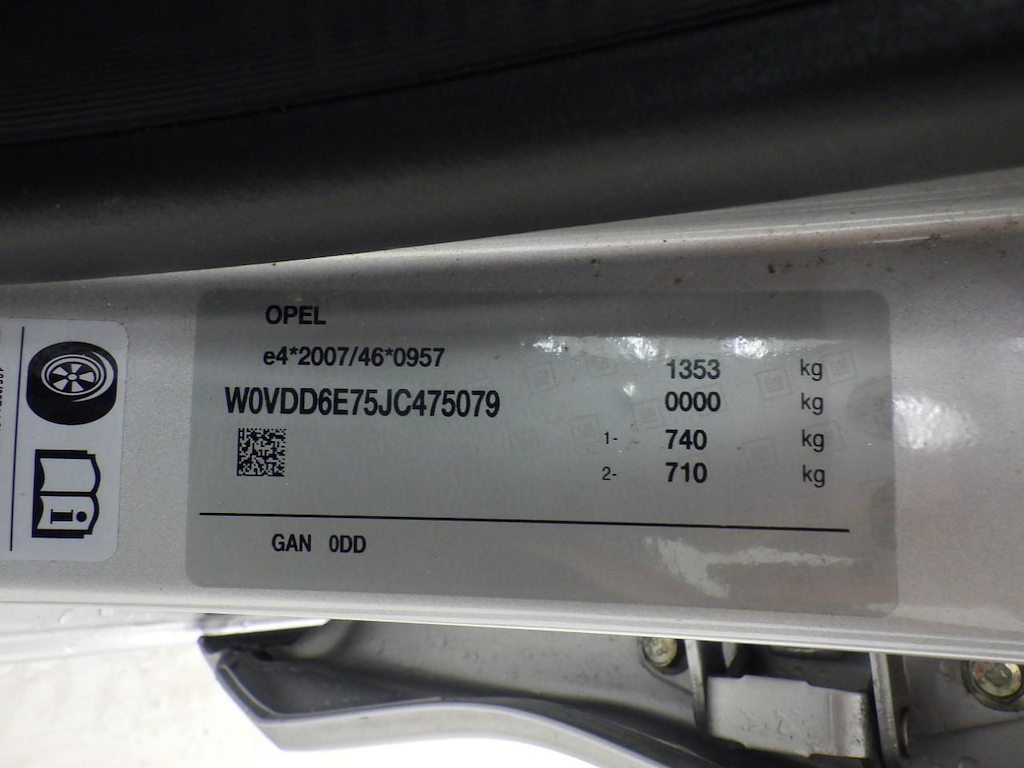 OPEL
e4*2007/46*0957
W0VDD6E75JC475079
1353 kg
0000 kg
1- 740 kg
2- 710 kg
GAN 0DD
i